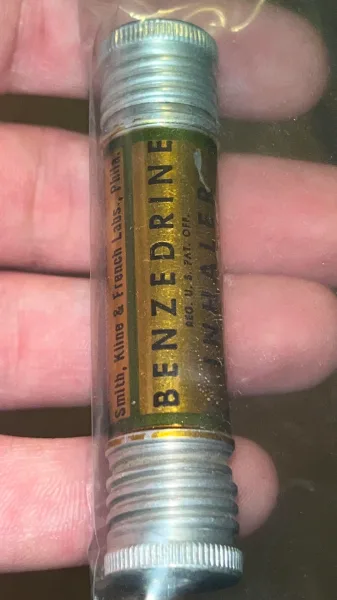 Smith, Kline & French Labs., Phila.
BENZEDRINE
REG. U. S. PAT. OFF.
INHALER